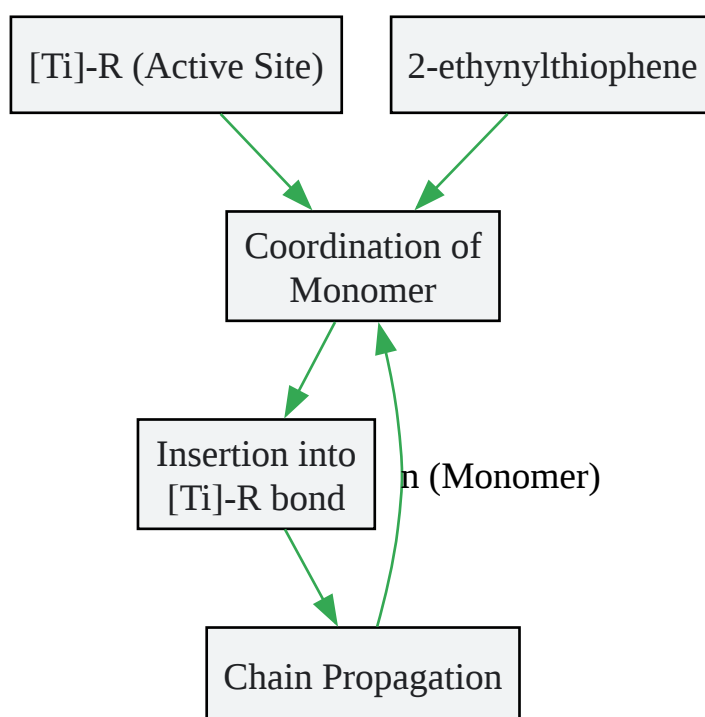 [Ti]-R (Active Site)
2-ethynylthiophene
Coordination of
Monomer
Insertion into
[Ti]-R bond
n (Monomer)
Chain Propagation